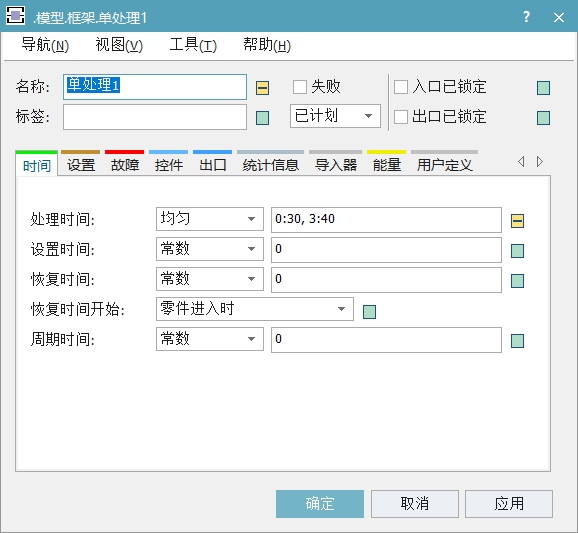 .模型.框架.单处理1
导航(N) 视图(V) 工具(T) 帮助(H)
名称: 单处理1 失败 入口已锁定
标签: 已计划 出口已锁定
时间 设置 故障 控件 出口 统计信息 导入器 能量 用户定义
处理时间: 均匀 0:30, 3:40
设置时间: 常数 0
恢复时间: 常数 0
恢复时间开始: 零件进入时
周期时间: 常数 0
确定 取消 应用